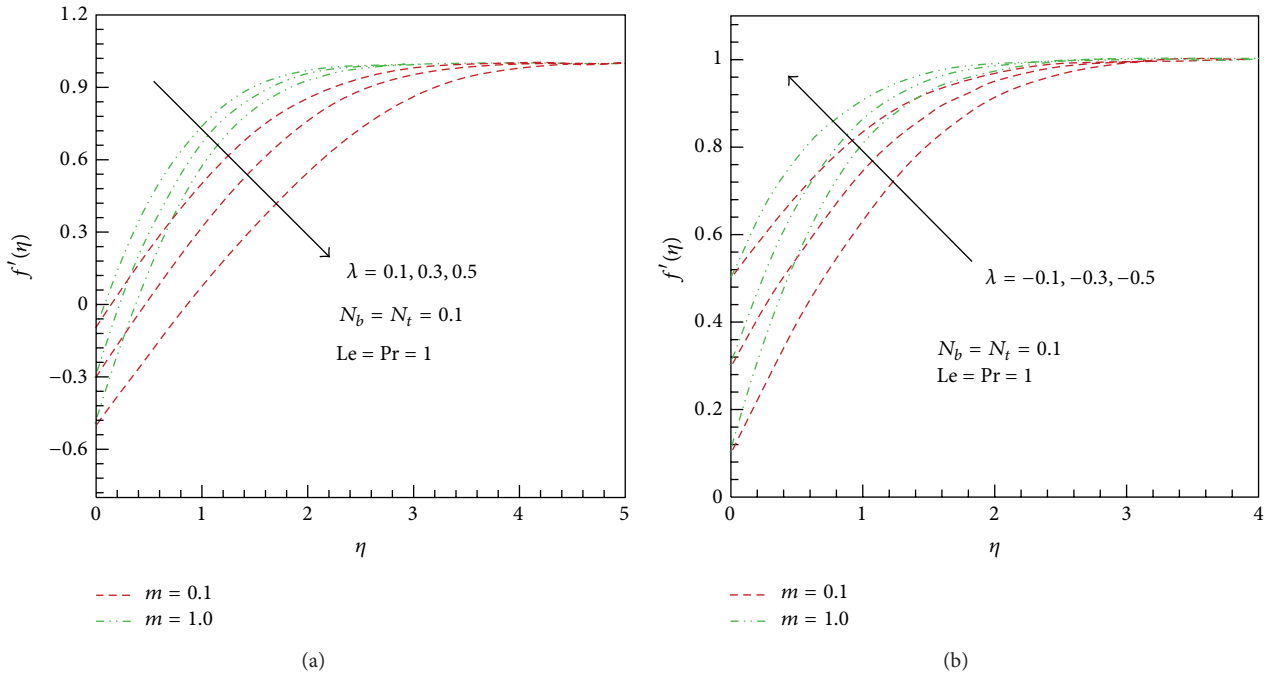 1.2
0.9
0.6
0.3
0
−0.3
−0.6
f′(η)
λ = 0.1, 0.3, 0.5
N_b = N_t = 0.1
Le = Pr = 1
0 1 2 3 4 5
η
m = 0.1
m = 1.0
(a)
1
0.8
0.6
0.4
0.2
0
f′(η)
λ = −0.1, −0.3, −0.5
N_b = N_t = 0.1
Le = Pr = 1
0 1 2 3 4
η
m = 0.1
m = 1.0
(b)